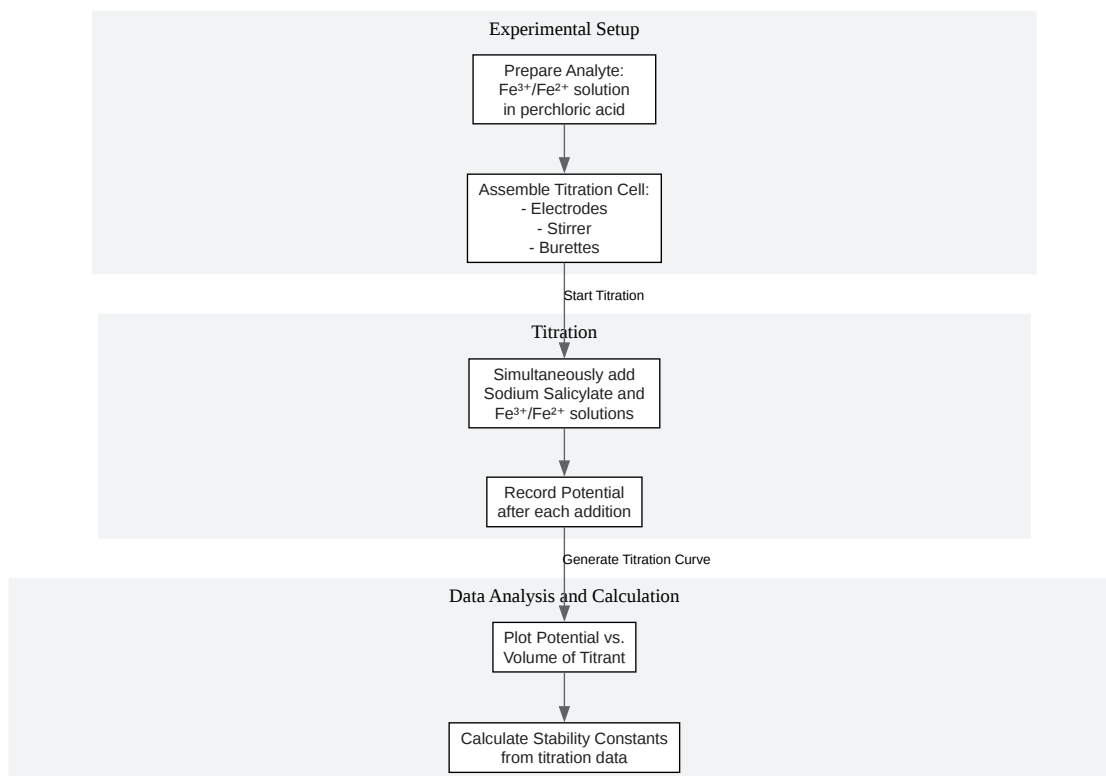 Experimental Setup
Prepare Analyte:
Fe³⁺/Fe²⁺ solution
in perchloric acid
Assemble Titration Cell:
- Electrodes
- Stirrer
- Burettes
Start Titration
Titration
Simultaneously add
Sodium Salicylate and
Fe³⁺/Fe²⁺ solutions
Record Potential
after each addition
Generate Titration Curve
Data Analysis and Calculation
Plot Potential vs.
Volume of Titrant
Calculate Stability Constants
from titration data